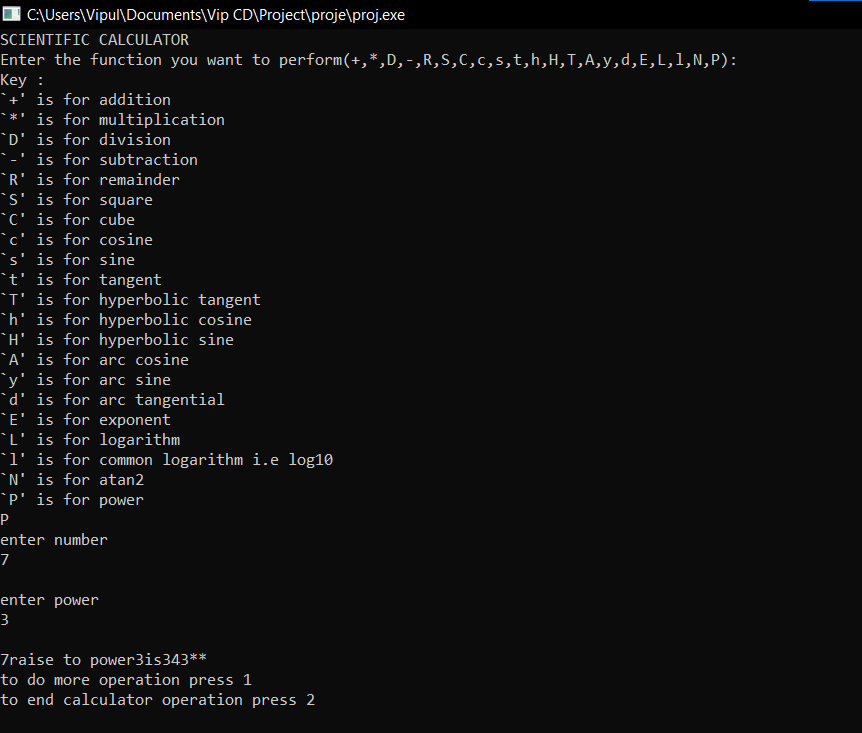 C:\Users\Vipul\Documents\Vip CD\Project\proje\proj.exe
SCIENTIFIC CALCULATOR
Enter the function you want to perform(+,*,D,-,R,S,C,c,s,t,h,H,T,A,y,d,E,L,l,N,P):
Key :
`+' is for addition
`*' is for multiplication
`D' is for division
`-' is for subtraction
`R' is for remainder
`S' is for square
`C' is for cube
`c' is for cosine
`s' is for sine
`t' is for tangent
`T' is for hyperbolic tangent
`h' is for hyperbolic cosine
`H' is for hyperbolic sine
`A' is for arc cosine
`y' is for arc sine
`d' is for arc tangential
`E' is for exponent
`L' is for logarithm
`l' is for common logarithm i.e log10
`N' is for atan2
`P' is for power
P
enter number
7
enter power
3
7raise to power3is343**
to do more operation press 1
to end calculator operation press 2